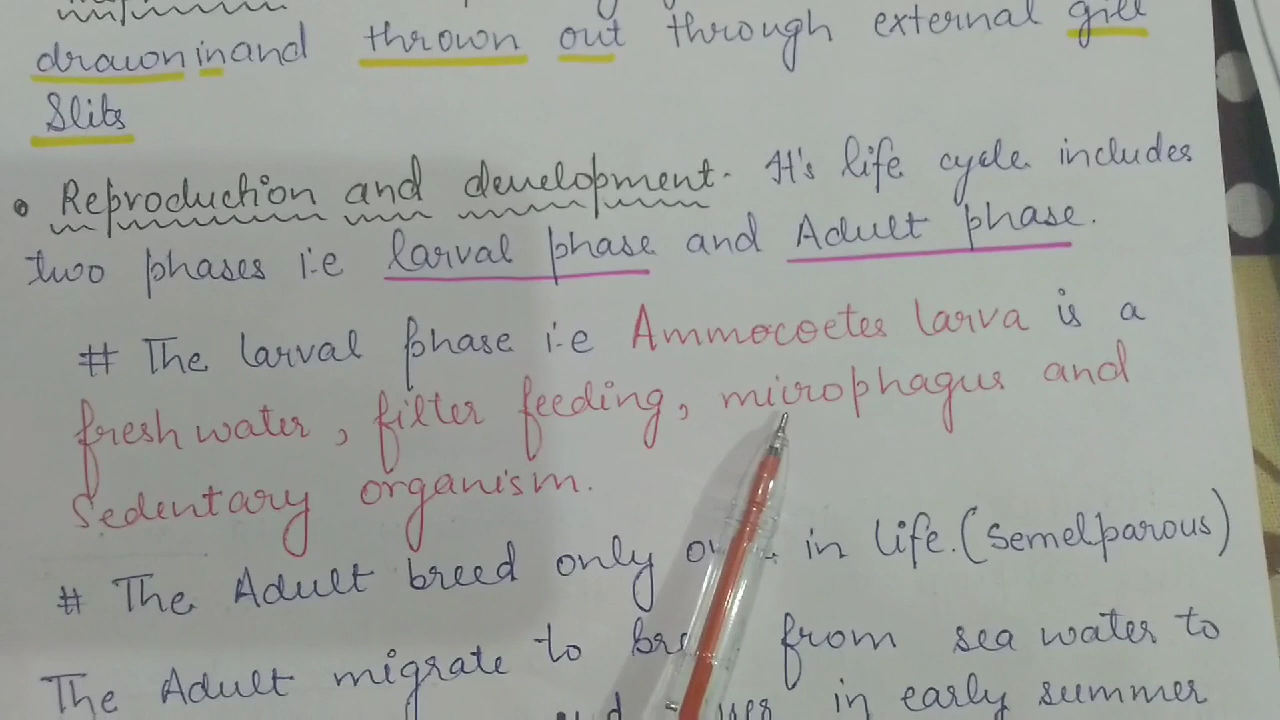 drawn in and thrown out through external gill
Slits
• Reproduction and development. It's life cycle includes
two phases i.e larval phase and Adult phase.
# The larval phase i.e Ammocoetes larva is a
fresh water, filter feeding, microphagus and
Sedentary organism.
# The Adult breed only in life. (Semelparous)
The Adult migrate to from sea water to
in early summer